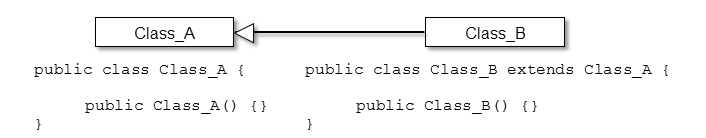 Class_A
Class_B
public class Class_A {
public Class_A() {}
}
public class Class_B extends Class_A {
public Class_B() {}
}